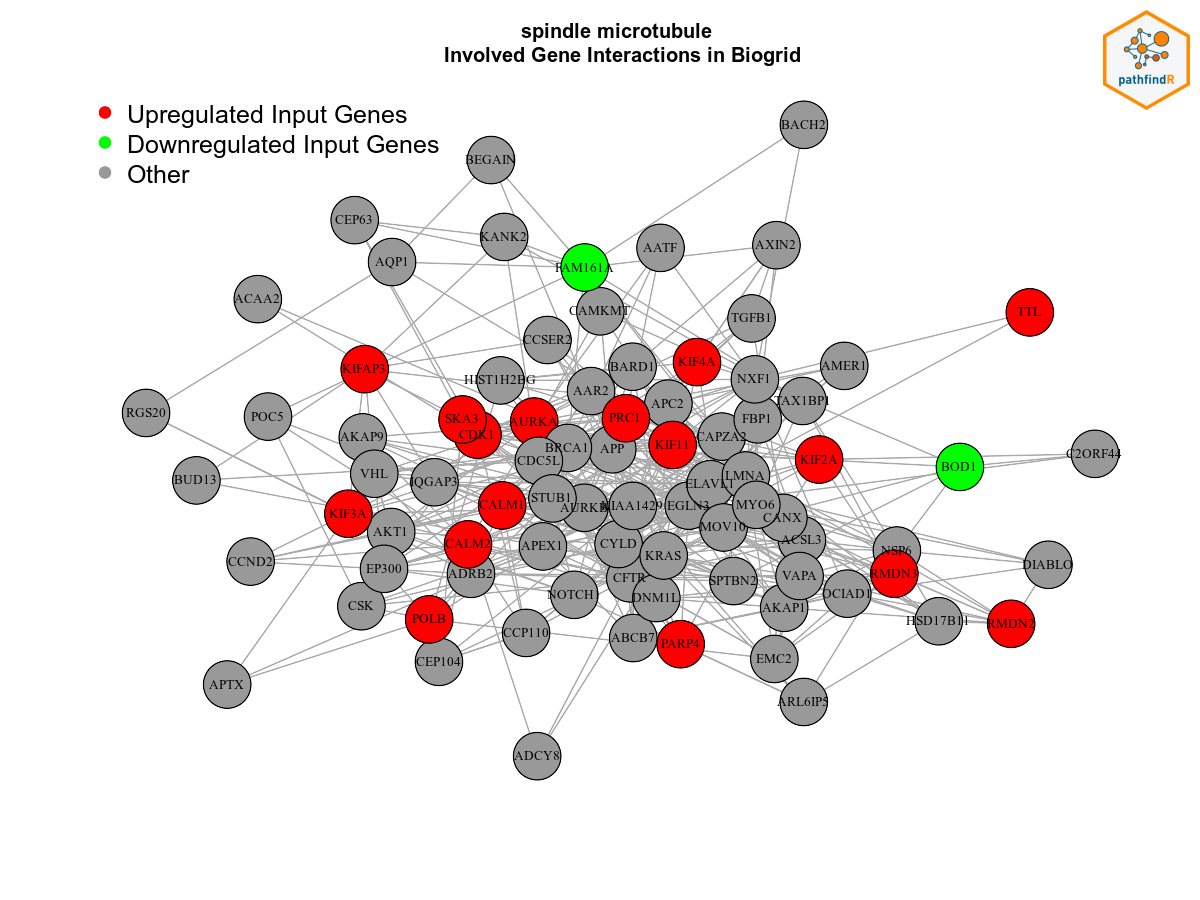 spindle microtubule
Involved Gene Interactions in Biogrid
pathfindR
Upregulated Input Genes
Downregulated Input Genes
Other
BACH2
BEGAIN
CEP63
KANK2
AATF
AXIN2
AQP1
FAM161A
ACAA2
CAMKMT
TTL
TGFB1
CCSER2
KIFAP3
BARD1
KIF4A
AMER1
HIST1H2BG
AAR2
NXF1
RGS20
POC5
APC2
TAX1BP1
SKA3
AURKA
PRC1
FBP1
AKAP9
CDK1
BRCA1
APP
KIF11
CAPZA2
C2ORF44
VHL
CDC5L
KIF2A
BOD1
BUD13
IQGAP3
ELAVL1
LMNA
KIF3A
CALM1
STUB1
AURKB
KIAA1429
EGLN3
MYO6
CANX
AKT1
MOV10
ACSL3
CALM2
APEX1
CYLD
KRAS
NSP6
CCND2
EP300
ADRB2
CFTR
SPTBN2
VAPA
RMDN3
DIABLO
CSK
NOTCH1
DNM1L
OCIAD1
AKAP1
POLB
CCP110
ABCB7
PARP4
HSD17B11
RMDN2
CEP104
EMC2
APTX
ARL6IP5
ADCY8